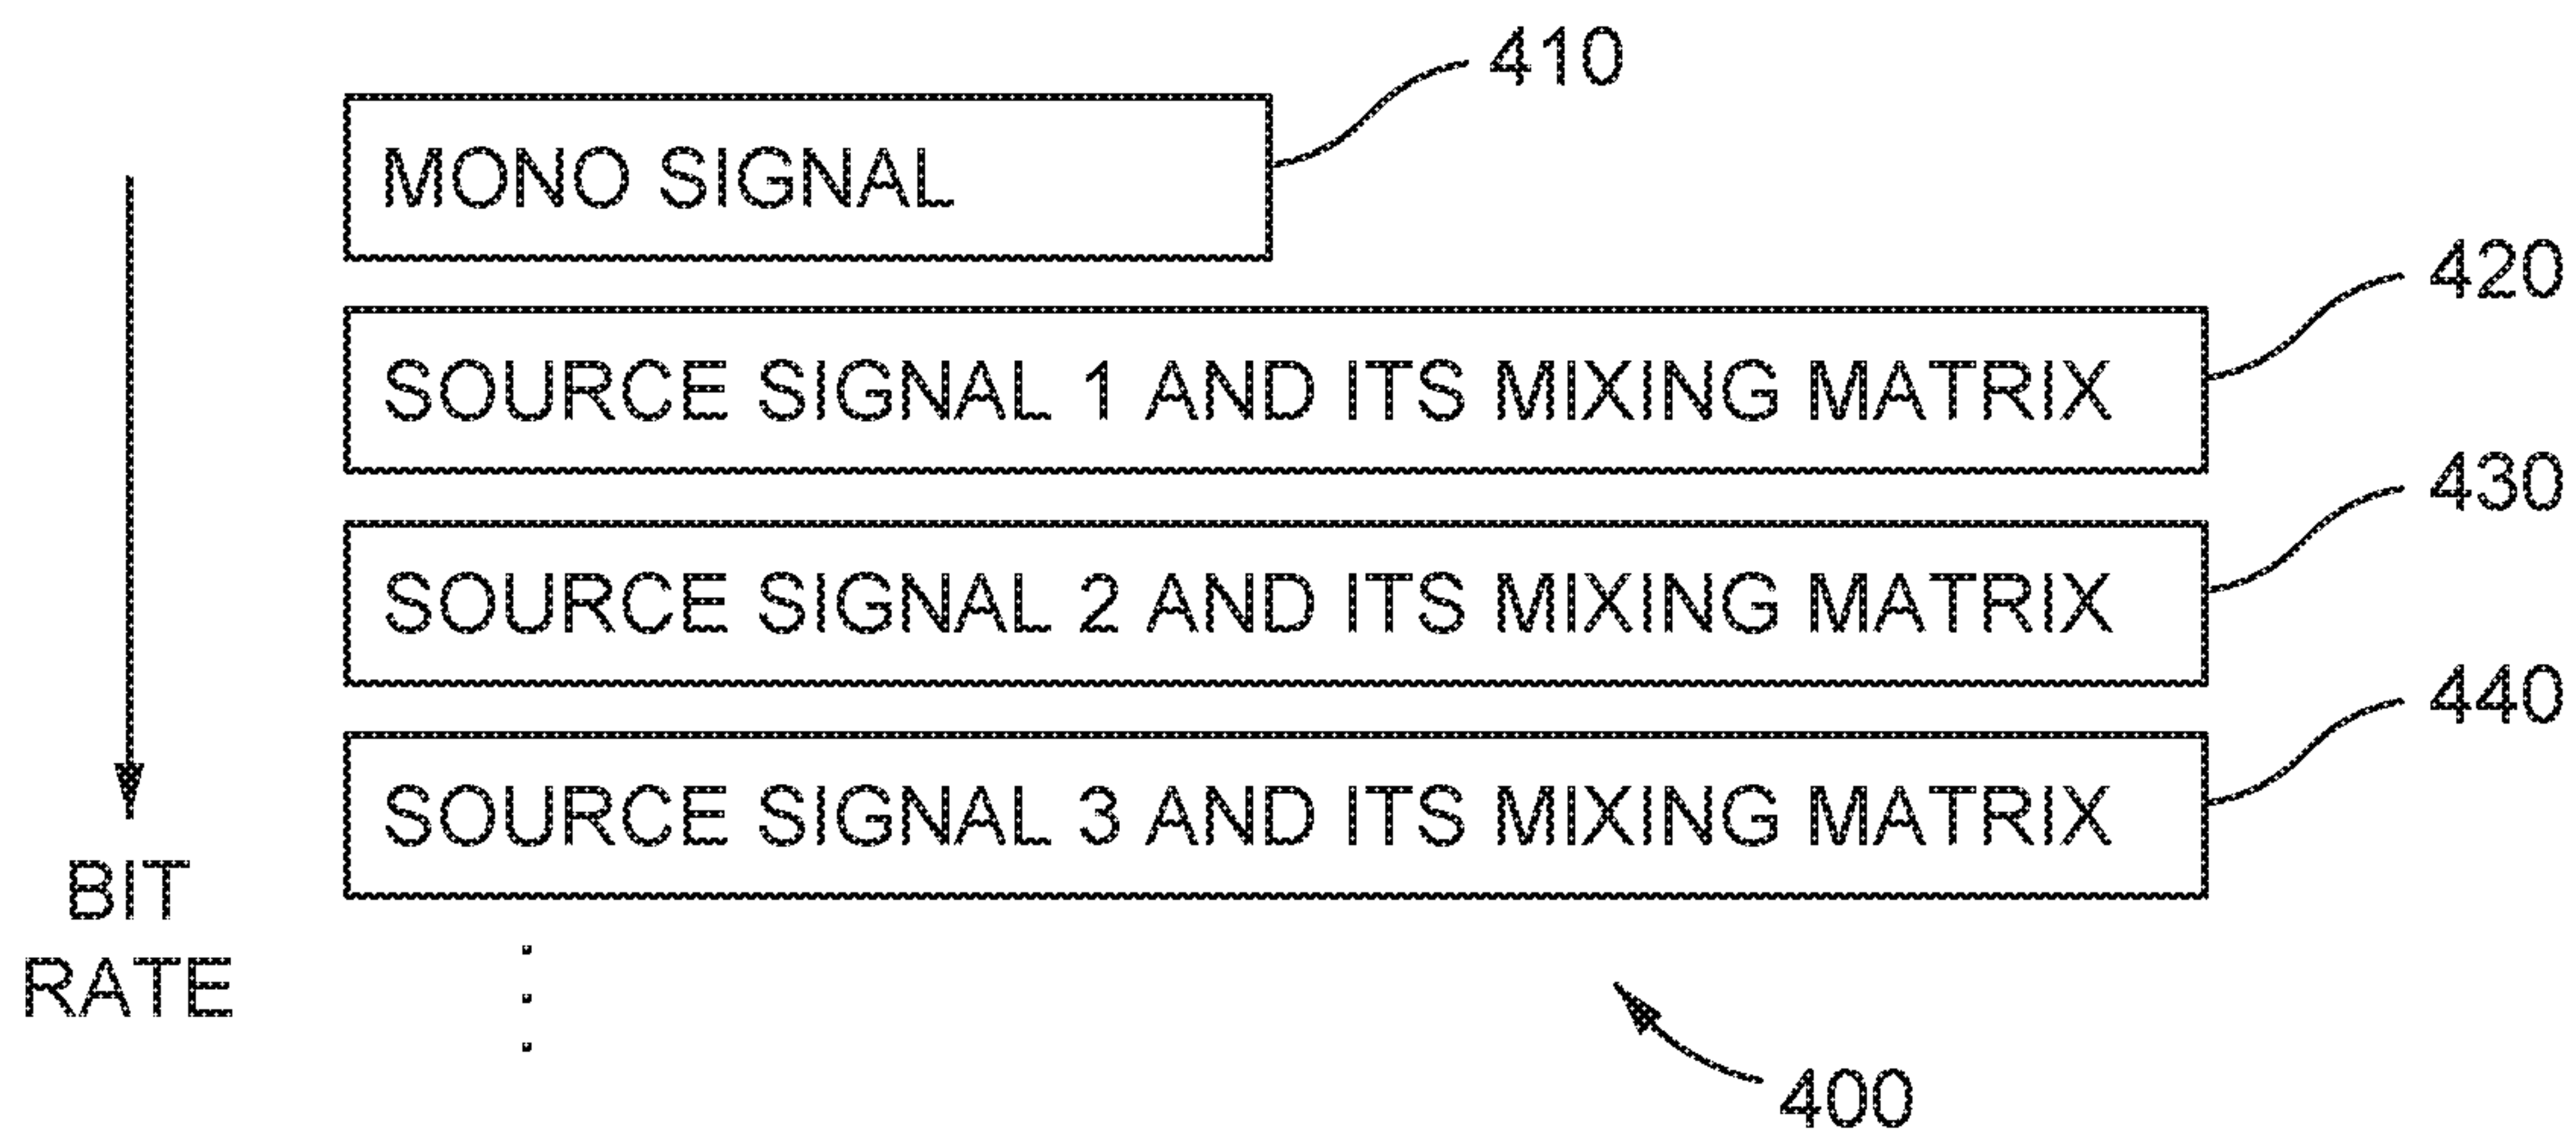 410
MONO SIGNAL
420
SOURCE SIGNAL 1 AND ITS MIXING MATRIX
430
SOURCE SIGNAL 2 AND ITS MIXING MATRIX
440
SOURCE SIGNAL 3 AND ITS MIXING MATRIX
BIT
RATE
400